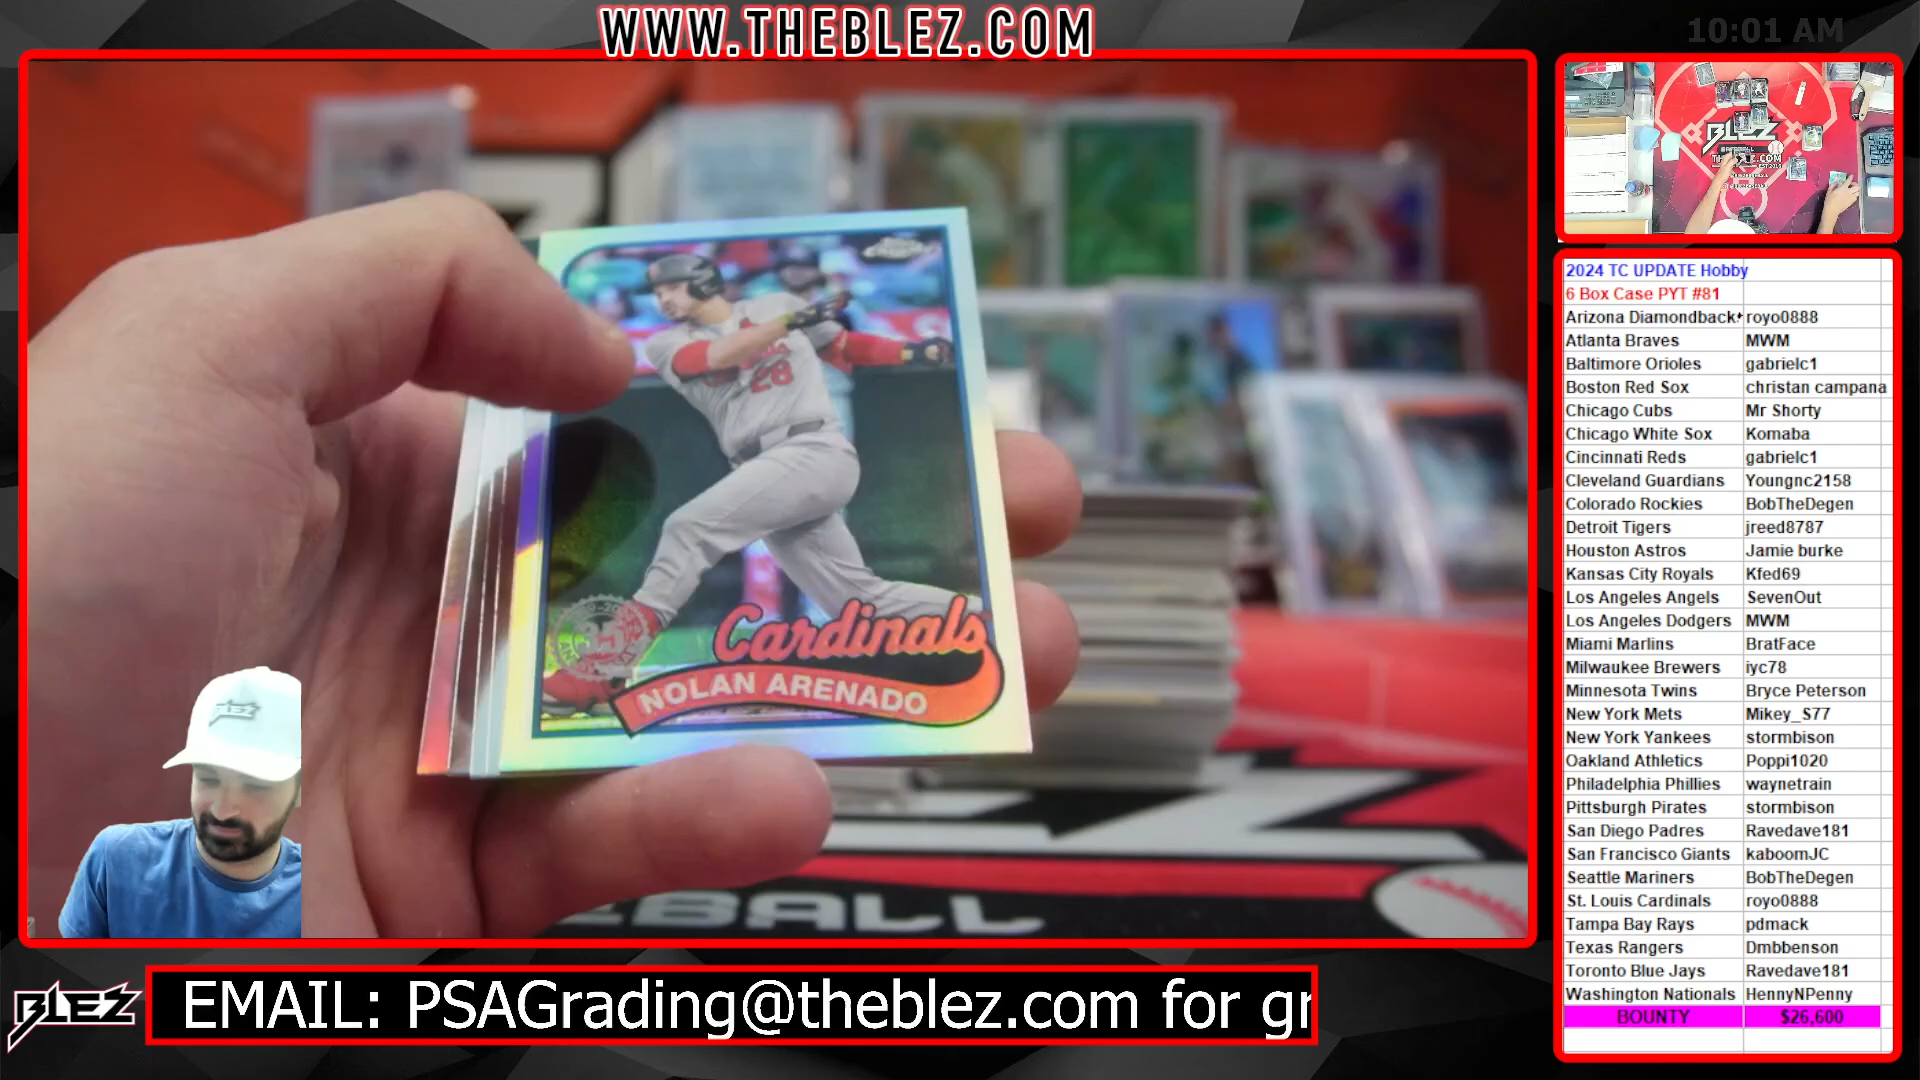 WWW.THEBLEZ.COM
10:01 AM
28
Cardinals
NOLAN ARENADO
BLEZ
2024 TC UPDATE Hobby
6 Box Case PYT #81
Arizona Diamondback royo0888
Atlanta Braves MWM
Baltimore Orioles gabrielc1
Boston Red Sox christan campana
Chicago Cubs Mr Shorty
Chicago White Sox Komaba
Cincinnati Reds gabrielc1
Cleveland Guardians Youngnc2158
Colorado Rockies BobTheDegen
Detroit Tigers jreed8787
Houston Astros Jamie burke
Kansas City Royals Kfed69
Los Angeles Angels SevenOut
Los Angeles Dodgers MWM
Miami Marlins BratFace
Milwaukee Brewers iyc78
Minnesota Twins Bryce Peterson
New York Mets Mikey_S77
New York Yankees stormbison
Oakland Athletics Poppi1020
Philadelphia Phillies waynetrain
Pittsburgh Pirates stormbison
San Diego Padres Ravedave181
San Francisco Giants kaboomJC
Seattle Mariners BobTheDegen
St. Louis Cardinals royo0888
Tampa Bay Rays pdmack
Texas Rangers Dmbbenson
Toronto Blue Jays Ravedave181
Washington Nationals HennyNPenny
BOUNTY $26,600
BLEZ
EMAIL: PSAGrading@theblez.com for gr